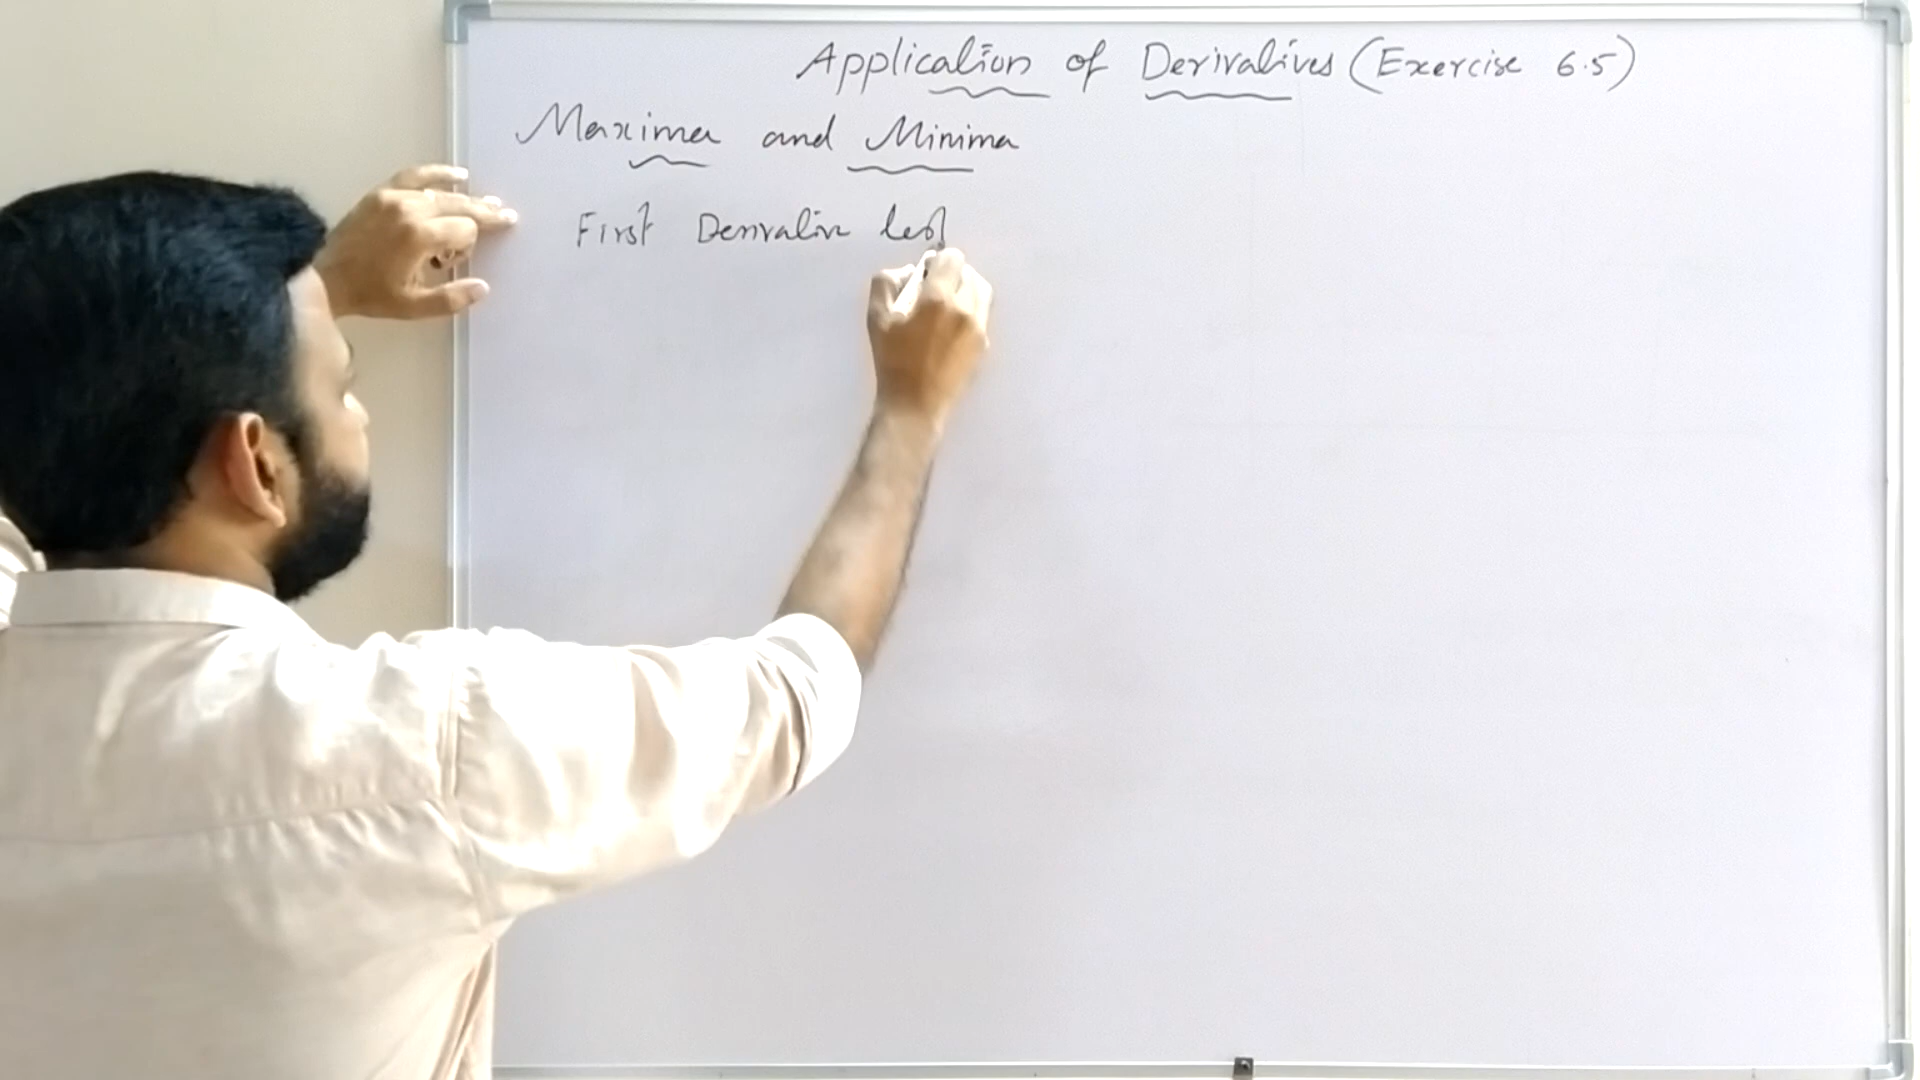 Application of Derivatives (Exercise 6.5)
Maxima and Minima
First Derivative test